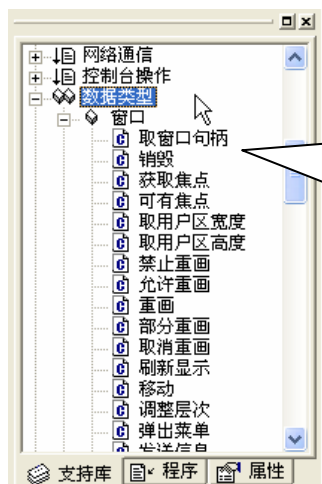 网络通信
控制台操作
数据类型
窗口
取窗口句柄
销毁
获取焦点
可有焦点
取用户区宽度
取用户区高度
禁止重画
允许重画
重画
部分重画
取消重画
刷新显示
移动
调整层次
弹出菜单
发送信息
支持库 程序 属性